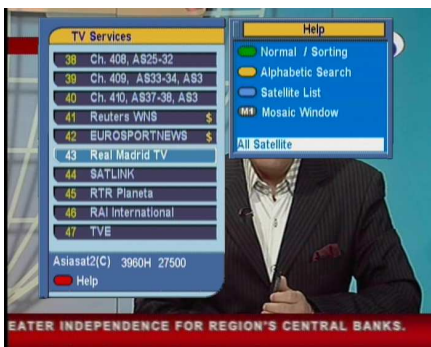 TV Services
38 Ch. 408, AS25-32
39 Ch. 409, AS33-34, AS3
40 Ch. 410, AS37-38, AS3
41 Reuters WNS $
42 EUROSPORTNEWS $
43 Real Madrid TV
44 SATLINK
45 RTR Planeta
46 RAI International
47 TVE
Asiasat2(C) 3960H 27500
Help
Help
Normal / Sorting
Alphabetic Search
Satellite List
M1 Mosaic Window
All Satellite
EATER INDEPENDENCE FOR REGION'S CENTRAL BANKS.